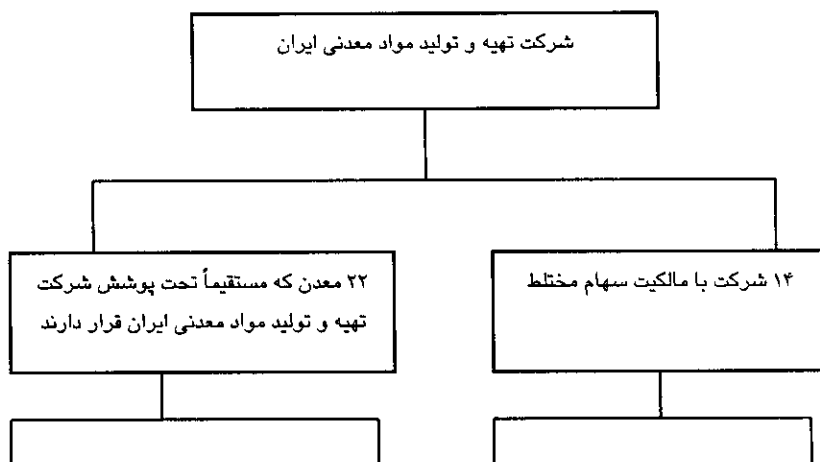 شرکت تهیه و تولید مواد معدنی ایران
۱۴ شرکت با مالکیت سهام مختلط
۲۲ معدن که مستقیماً تحت پوشش شرکت
تهیه و تولید مواد معدنی ایران قرار دارند